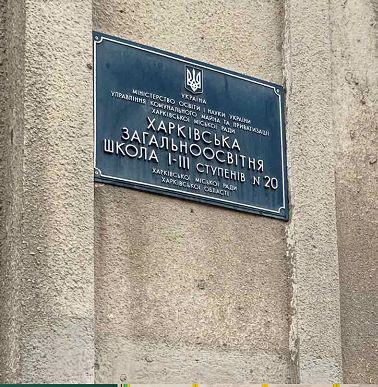 УКРАЇНА
МІНІСТЕРСТВО ОСВІТИ І НАУКИ УКРАЇНИ
УПРАВЛІННЯ КОМУНАЛЬНОГО МАЙНА ТА ПРИВАТИЗАЦІЇ
ХАРКІВСЬКОЇ МІСЬКОЇ РАДИ
ХАРКІВСЬКА
ЗАГАЛЬНООСВІТНЯ
ШКОЛА І-ІІІ СТУПЕНІВ N 20
ХАРКІВСЬКОЇ МІСЬКОЇ РАДИ
ХАРКІВСЬКОЇ ОБЛАСТІ